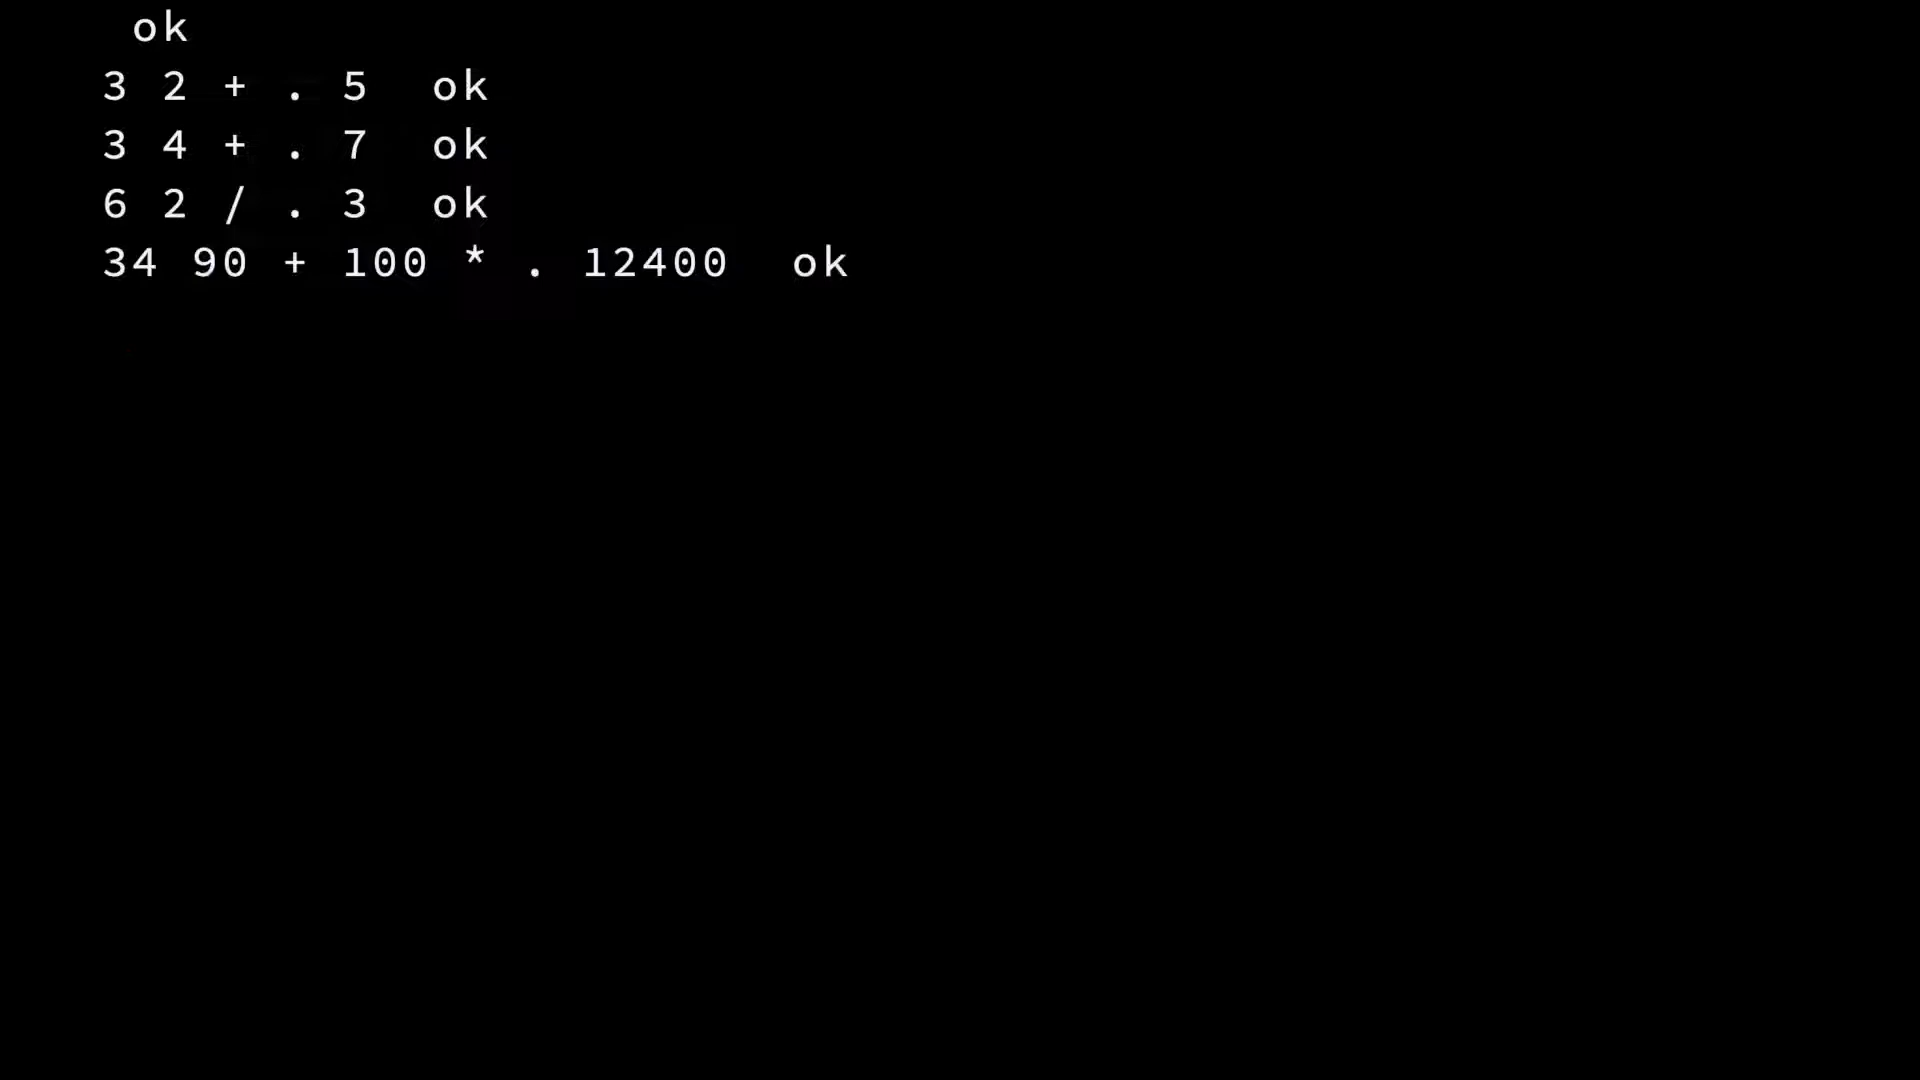 ok
3 2 + . 5  ok
3 4 + . 7  ok
6 2 / . 3  ok
34 90 + 100 * . 12400  ok